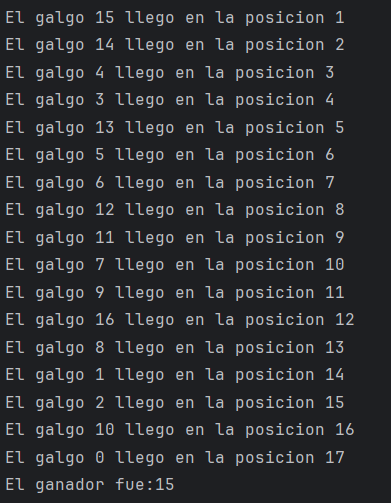 El galgo 15 llego en la posicion 1
El galgo 14 llego en la posicion 2
El galgo 4 llego en la posicion 3
El galgo 3 llego en la posicion 4
El galgo 13 llego en la posicion 5
El galgo 5 llego en la posicion 6
El galgo 6 llego en la posicion 7
El galgo 12 llego en la posicion 8
El galgo 11 llego en la posicion 9
El galgo 7 llego en la posicion 10
El galgo 9 llego en la posicion 11
El galgo 16 llego en la posicion 12
El galgo 8 llego en la posicion 13
El galgo 1 llego en la posicion 14
El galgo 2 llego en la posicion 15
El galgo 10 llego en la posicion 16
El galgo 0 llego en la posicion 17
El ganador fue:15